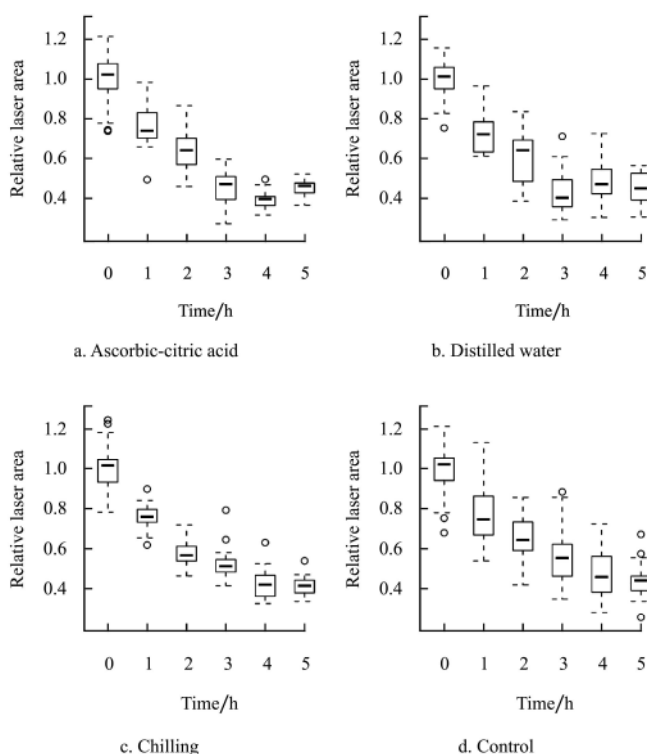 Relative laser area
1.2
1.0
0.8
0.6
0.4
0 1 2 3 4 5
Time/h
a. Ascorbic-citric acid
Relative laser area
1.2
1.0
0.8
0.6
0.4
0 1 2 3 4 5
Time/h
b. Distilled water
Relative laser area
1.2
1.0
0.8
0.6
0.4
0 1 2 3 4 5
Time/h
c. Chilling
Relative laser area
1.2
1.0
0.8
0.6
0.4
0 1 2 3 4 5
Time/h
d. Control